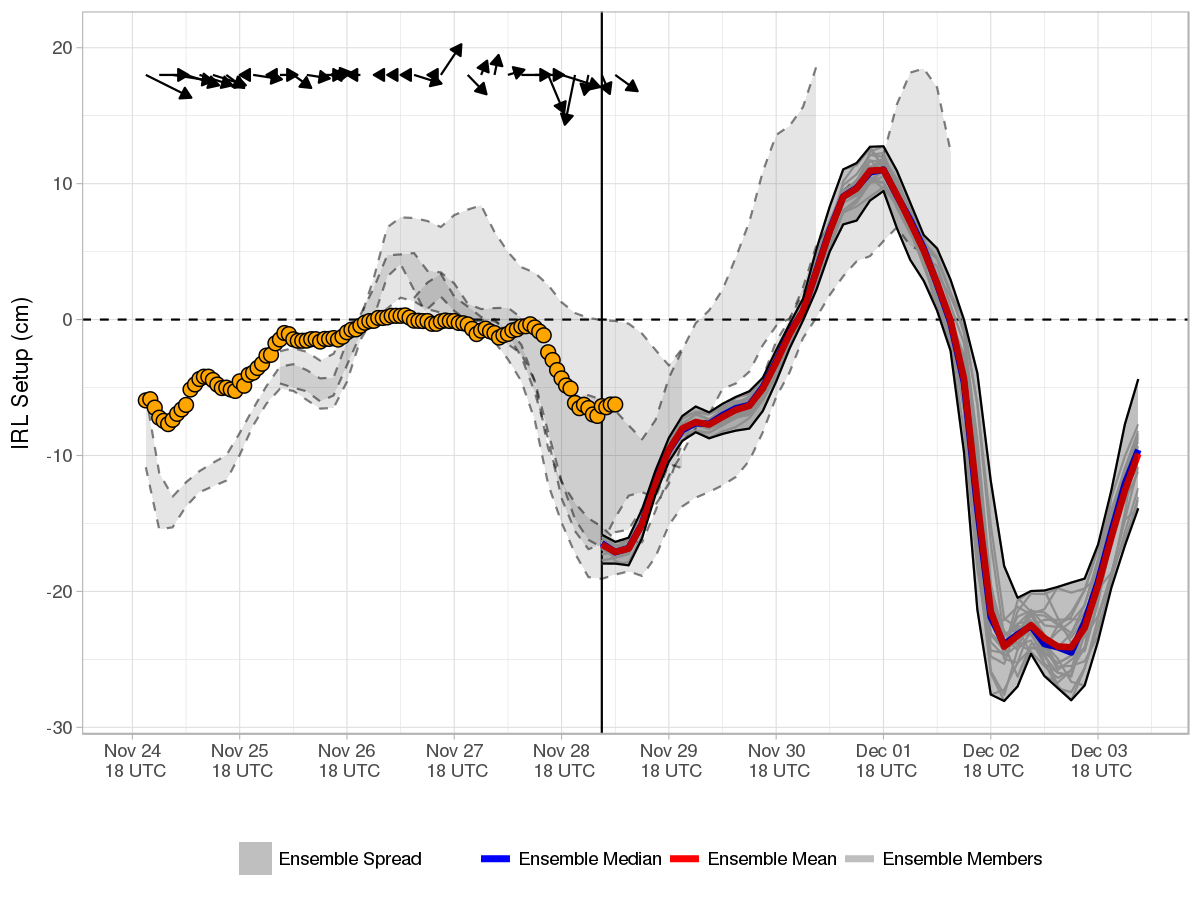 IRL Setup (cm)
20
10
0
-10
-20
-30
Nov 24 Nov 25 Nov 26 Nov 27 Nov 28 Nov 29 Nov 30 Dec 01 Dec 02 Dec 03
18 UTC 18 UTC 18 UTC 18 UTC 18 UTC 18 UTC 18 UTC 18 UTC 18 UTC 18 UTC
Ensemble Spread Ensemble Median Ensemble Mean Ensemble Members